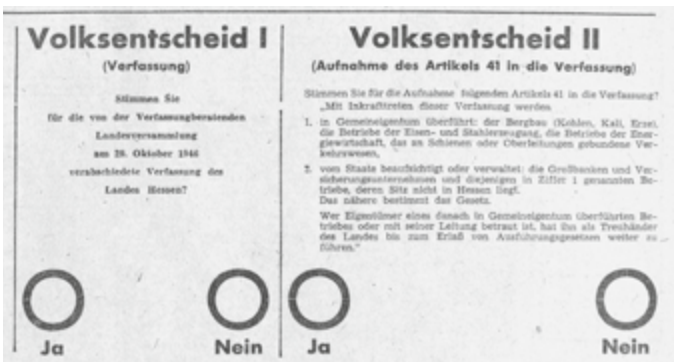 Volksentscheid I
(Verfassung)
Stimmen Sie
für die von der Verfassungberatenden
Landesversammlung
am 29. Oktober 1946
verabschiedete Verfassung des
Landes Hessen?
Ja
Nein
Volksentscheid II
(Aufnahme des Artikels 41 in die Verfassung)
Stimmen Sie für die Aufnahme folgenden Artikels 41 in die Verfassung?
„Mit Inkrafttreten dieser Verfassung werden
1. in Gemeineigentum überführt: der Bergbau (Kohlen, Kali, Erze),
die Betriebe der Eisen- und Stahlerzeugung, die Betriebe der Ener-
giewirtschaft, das an Schienen oder Oberleitungen gebundene Ver-
kehrswesen,
2. vom Staate beaufsichtigt oder verwaltet: die Großbanken und Ver-
sicherungsunternehmen und diejenigen in Ziffer 1 genannten Be-
triebe, deren Sitz nicht in Hessen liegt.
Das nähere bestimmt das Gesetz.
Wer Eigentümer eines danach in Gemeineigentum überführten Be-
triebes oder mit seiner Leitung betraut ist, hat ihn als Treuhänder
des Landes bis zum Erlaß von Ausführungsgesetzen weiter zu
führen.“
Ja
Nein